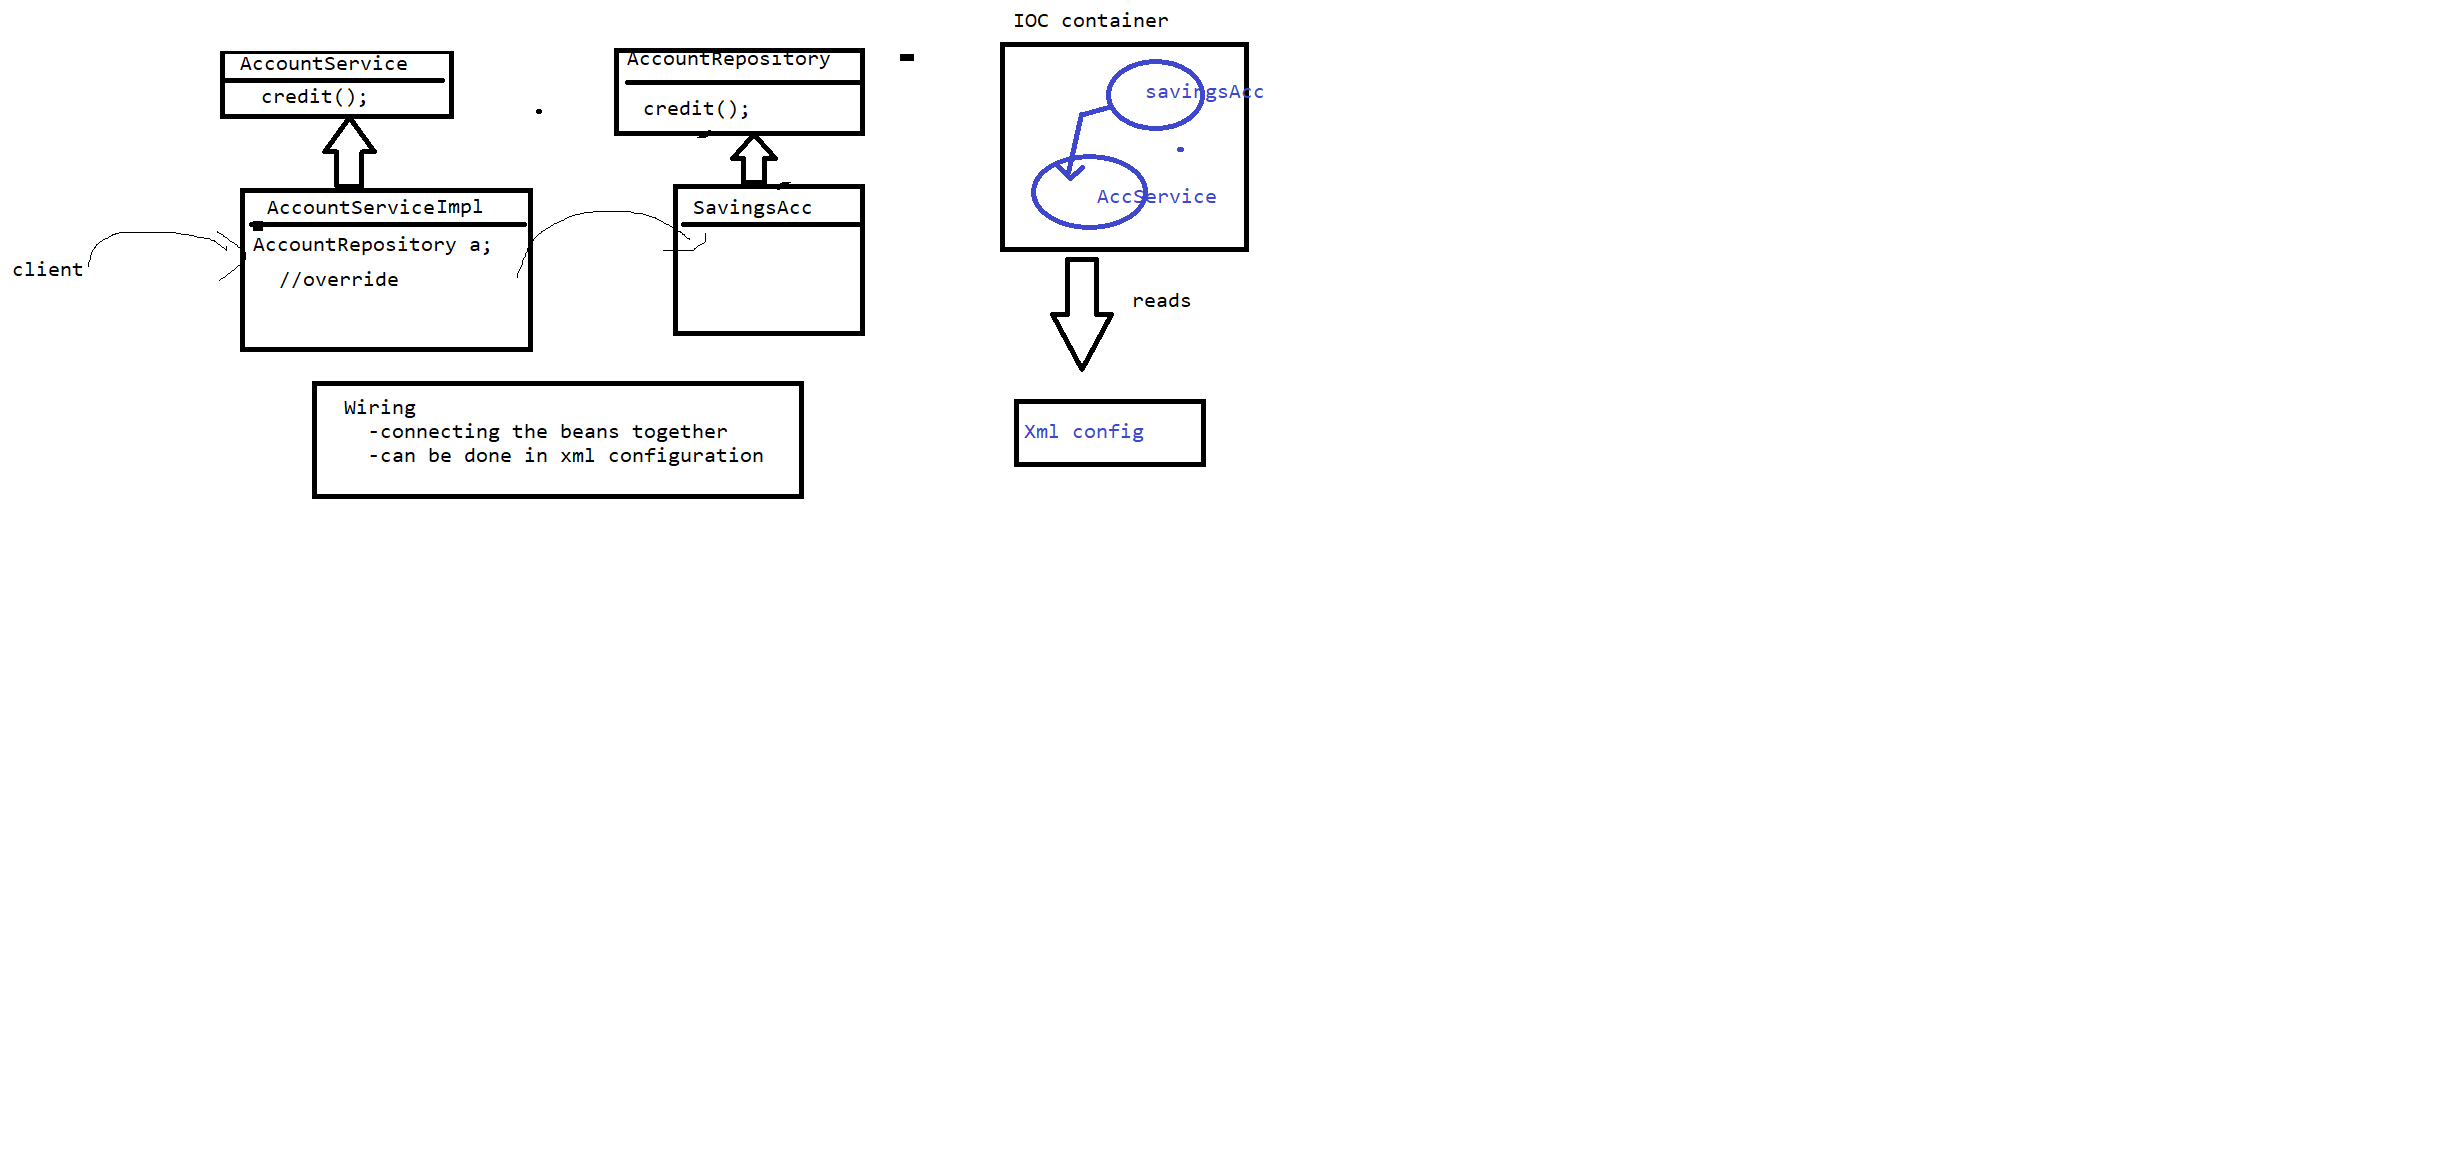 IOC container
AccountService
credit();
AccountRepository
credit();
savingsAcc
AccService
AccountServiceImpl
AccountRepository a;
//override
SavingsAcc
client
reads
Wiring
-connecting the beans together
-can be done in xml configuration
Xml config